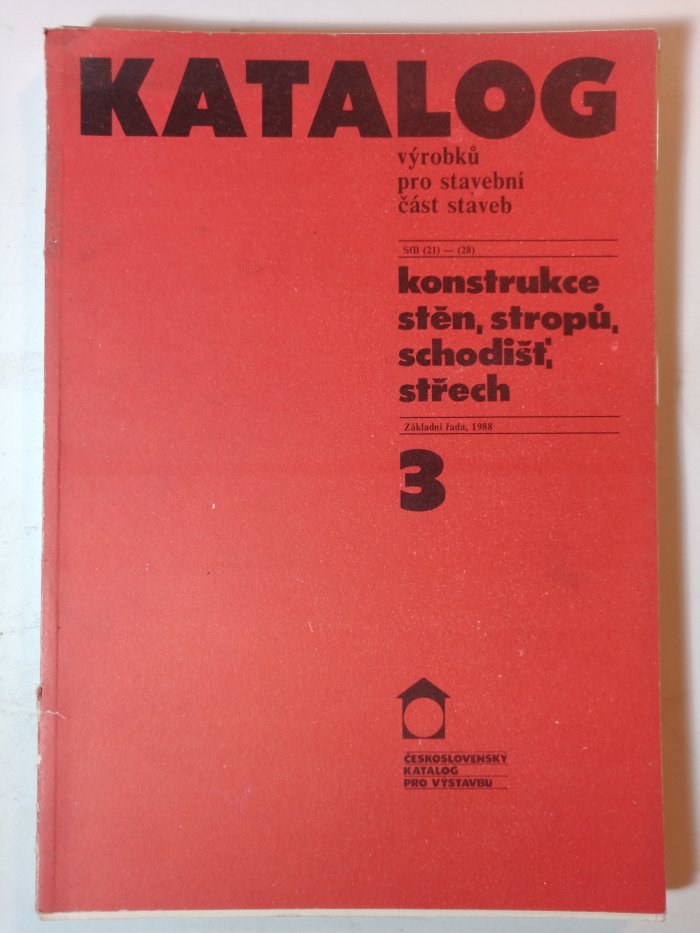 KATALOG
výrobků
pro stavební
část staveb
SfB (21) — (28)
konstrukce
stěn, stropů,
schodišť,
střech
Základní řada, 1988
3
ČESKOSLOVENSKÝ
KATALOG
PRO VÝSTAVBU